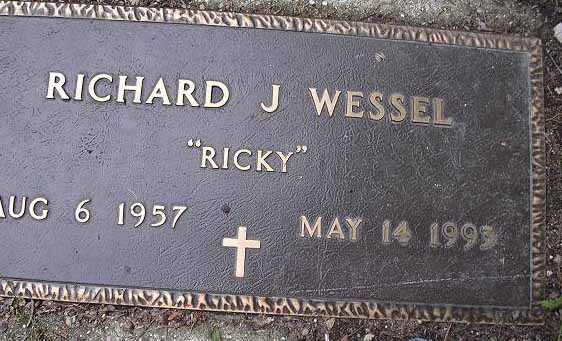 RICHARD J WESSEL
"RICKY"
AUG 6 1957 MAY 14 1993